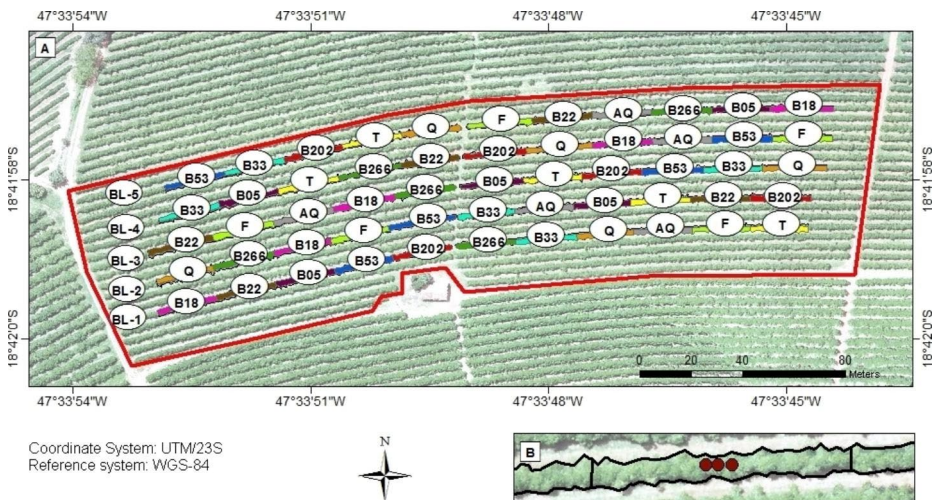 47°33'54"W 47°33'51"W 47°33'48"W 47°33'45"W
A
18°41'58"S
18°41'58"S
BL-5 B53 B33 B202 T Q F B22 AQ B266 B05 B18
BL-4 B33 B05 T B266 B22 B202 Q B18 AQ B53 F
BL-3 B22 F AQ B18 B266 B05 T B202 B53 B33 Q
BL-2 Q B266 B18 F B53 B33 AQ B05 T B22 B202
BL-1 B18 B22 B05 B53 B202 B266 B33 Q AQ F T
18°42'0"S
18°42'0"S
0 20 40 80
Meters
47°33'54"W 47°33'51"W 47°33'48"W 47°33'45"W
Coordinate System: UTM/23S
Reference system: WGS-84
N
B